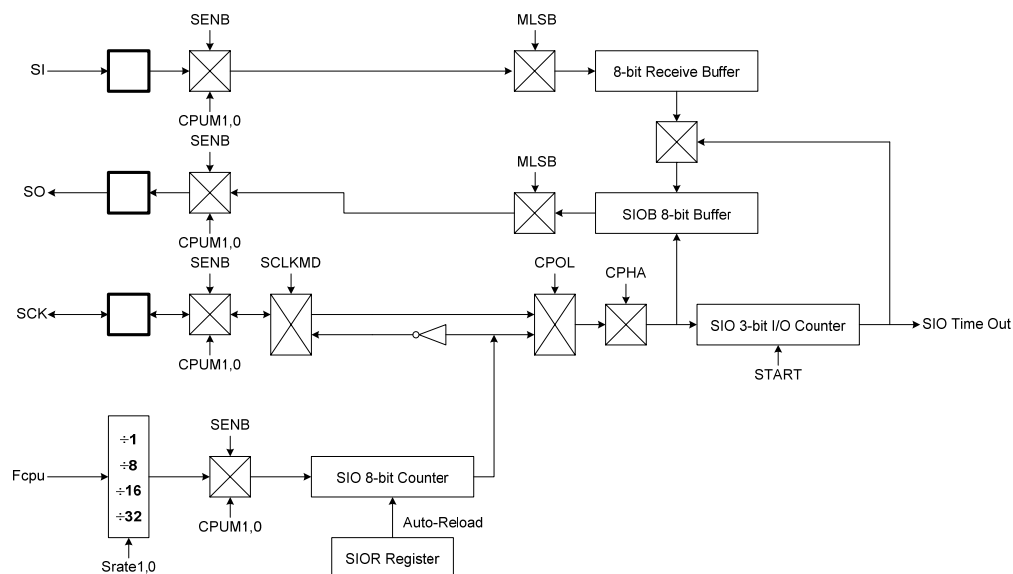 SENB
MLSB
SI
8-bit Receive Buffer
CPUM1,0
SENB
MLSB
SO
SIOB 8-bit Buffer
CPUM1,0
SENB
SCLKMD
CPOL
CPHA
SCK
SIO 3-bit I/O Counter
SIO Time Out
CPUM1,0
START
SENB
÷1
÷8
÷16
÷32
Fcpu
SIO 8-bit Counter
CPUM1,0
Auto-Reload
SIOR Register
Srate1,0